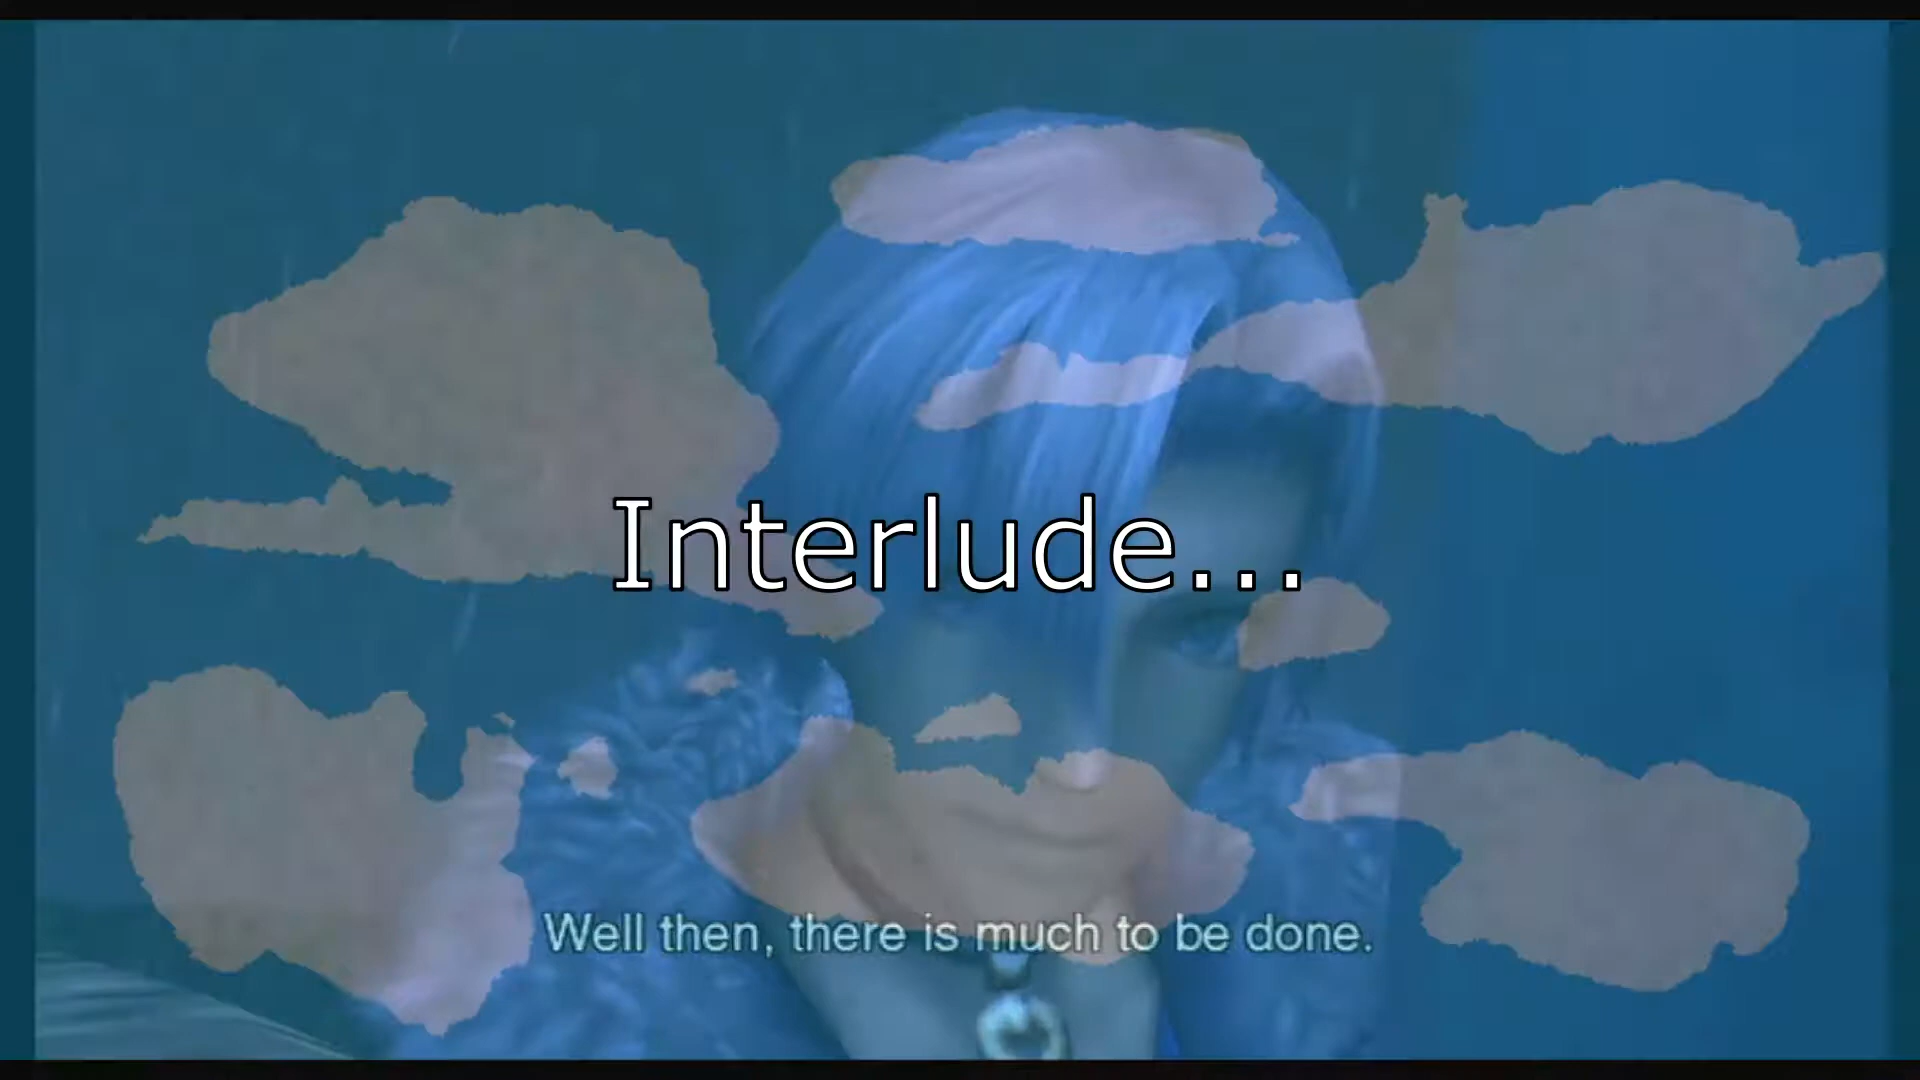 Interlude...
Well then, there is much to be done.